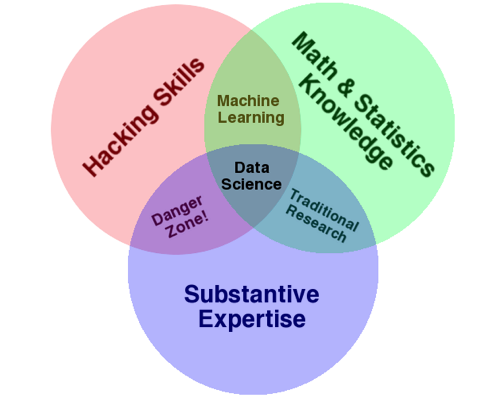 Hacking Skills
Math & Statistics
Knowledge
Machine
Learning
Data
Science
Danger
Zone!
Traditional
Research
Substantive
Expertise